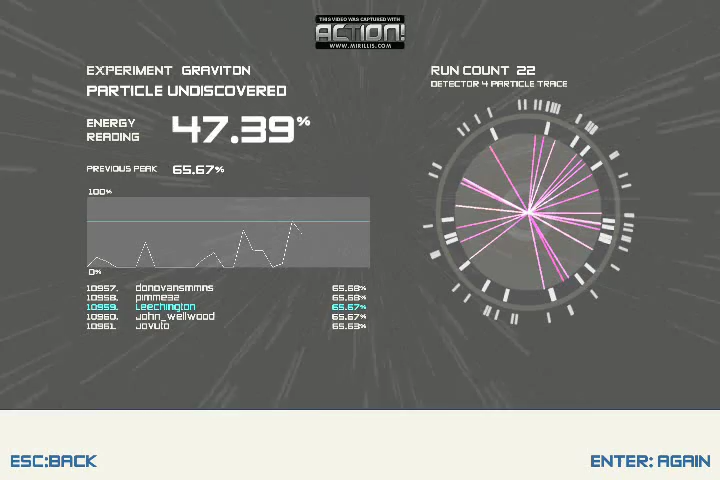 THIS VIDEO WAS CAPTURED WITH
ACTION!
WWW.MIRILLIS.COM
EXPERIMENT GRAVITON
PARTICLE UNDISCOVERED
ENERGY READING 47.39%
PREVIOUS PEAK 65.67%
100%
0%
10957. donovansmmns 65.68%
10958. pimme32 65.68%
10959. Leechington 65.67%
10960. john_wellwood 65.67%
10961. Jovuto 65.63%
RUN COUNT 22
DETECTOR 4 PARTICLE TRACE
ESC:BACK
ENTER: AGAIN